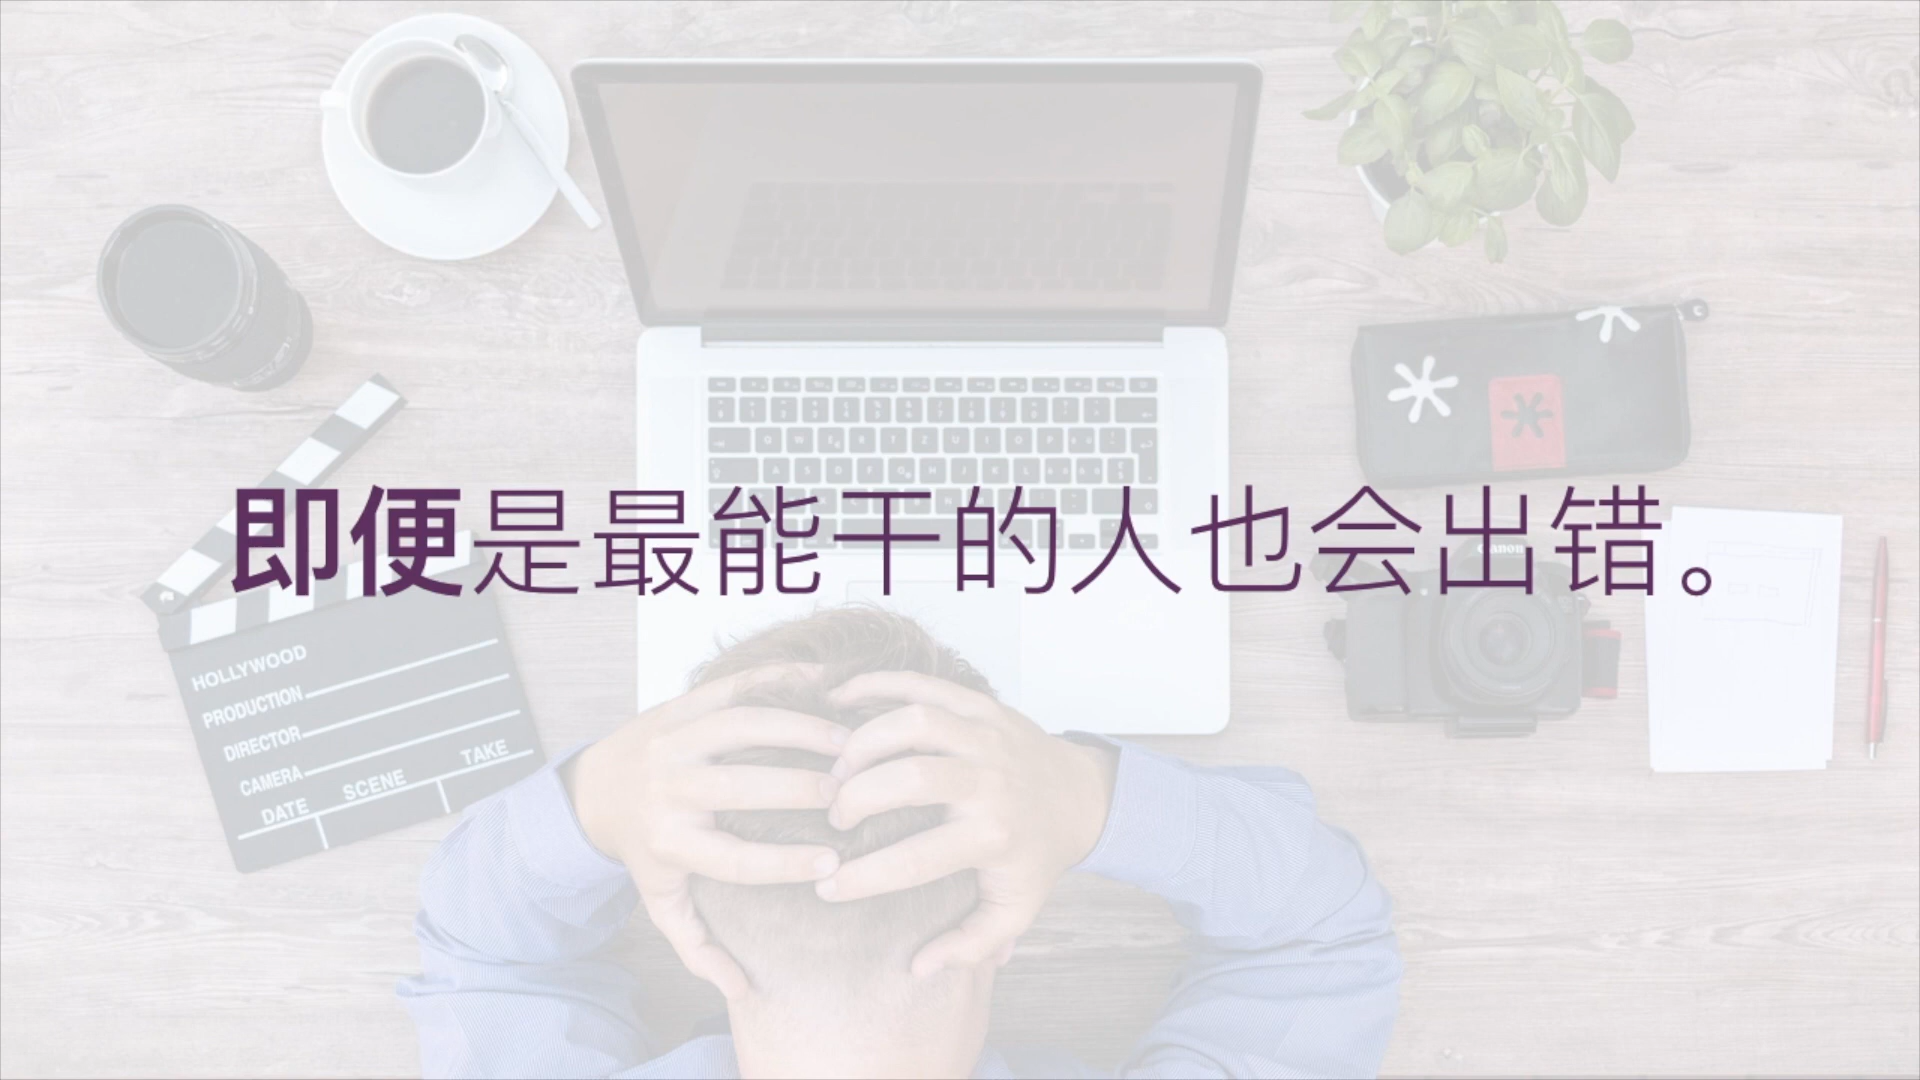 即便是最能干的人也会出错。
HOLLYWOOD
PRODUCTION
DIRECTOR
CAMERA
DATE SCENE TAKE
Canon